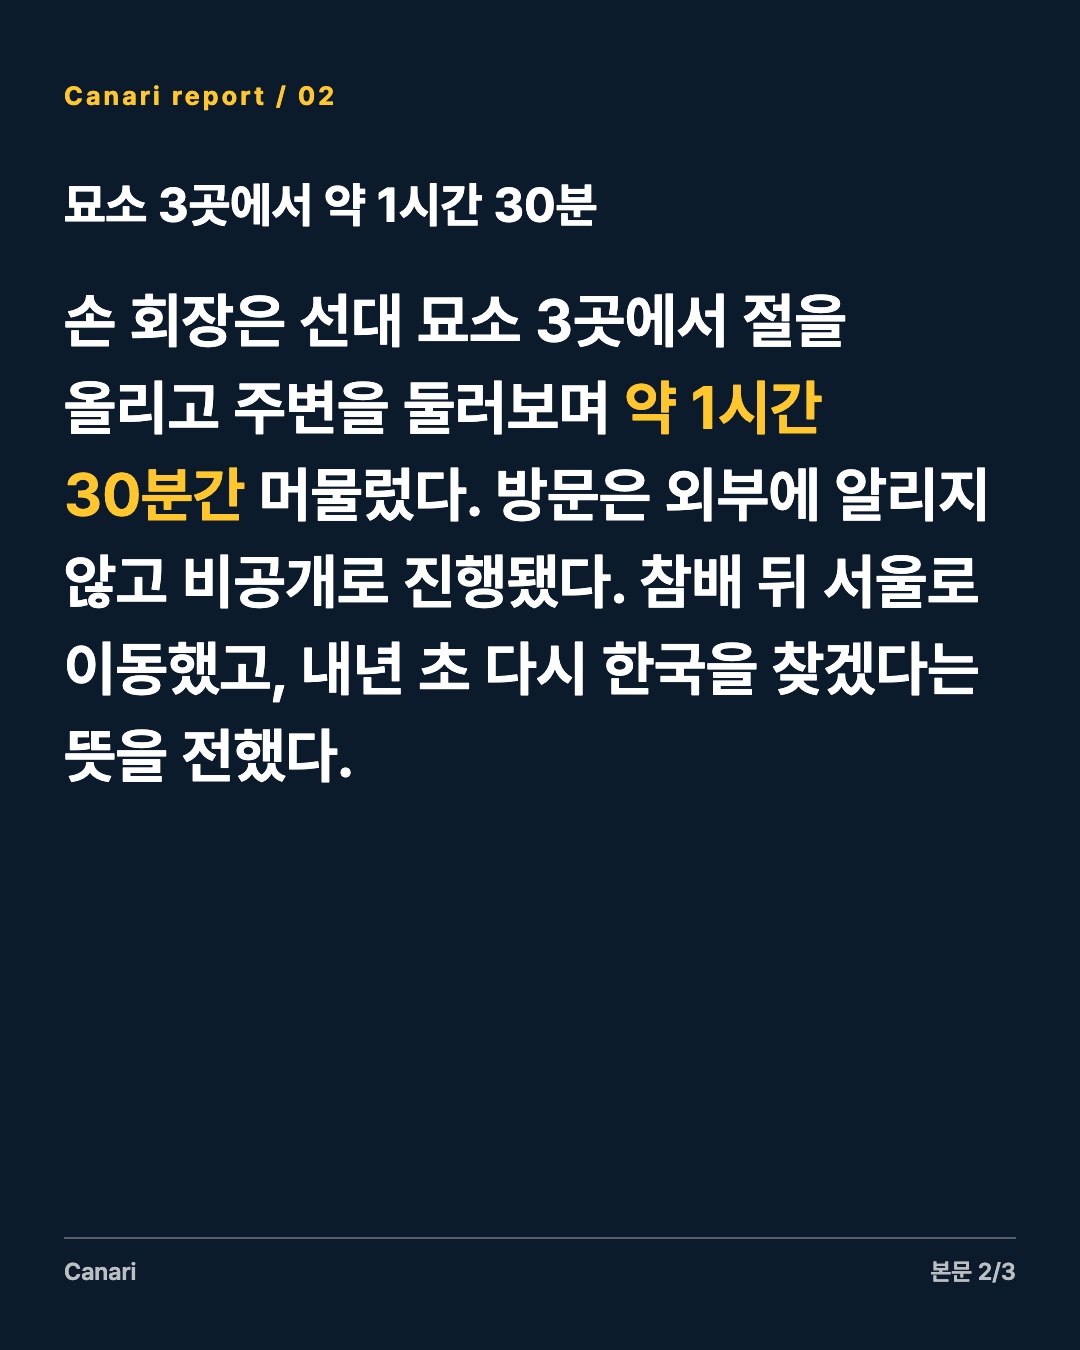 Canari report / 02
묘소 3곳에서 약 1시간 30분
손 회장은 선대 묘소 3곳에서 절을
올리고 주변을 둘러보며 약 1시간
30분간 머물렀다. 방문은 외부에 알리지
않고 비공개로 진행됐다. 참배 뒤 서울로
이동했고, 내년 초 다시 한국을 찾겠다는
뜻을 전했다.
Canari
본문 2/3